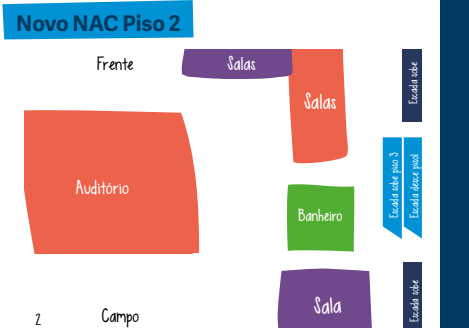 Novo NAC Piso 2
Frente
Salas
Salas
Escada sobe
Escada sobe piso 3
Escada desce piso1
Auditório
Banheiro
Sala
Escada sobe
Campo
2